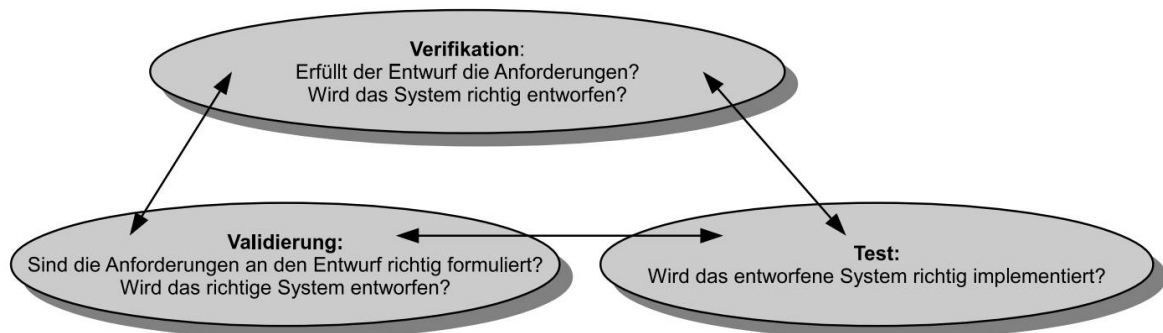 Verifikation:
Erfüllt der Entwurf die Anforderungen?
Wird das System richtig entworfen?
Validierung:
Sind die Anforderungen an den Entwurf richtig formuliert?
Wird das richtige System entworfen?
Test:
Wird das entworfene System richtig implementiert?